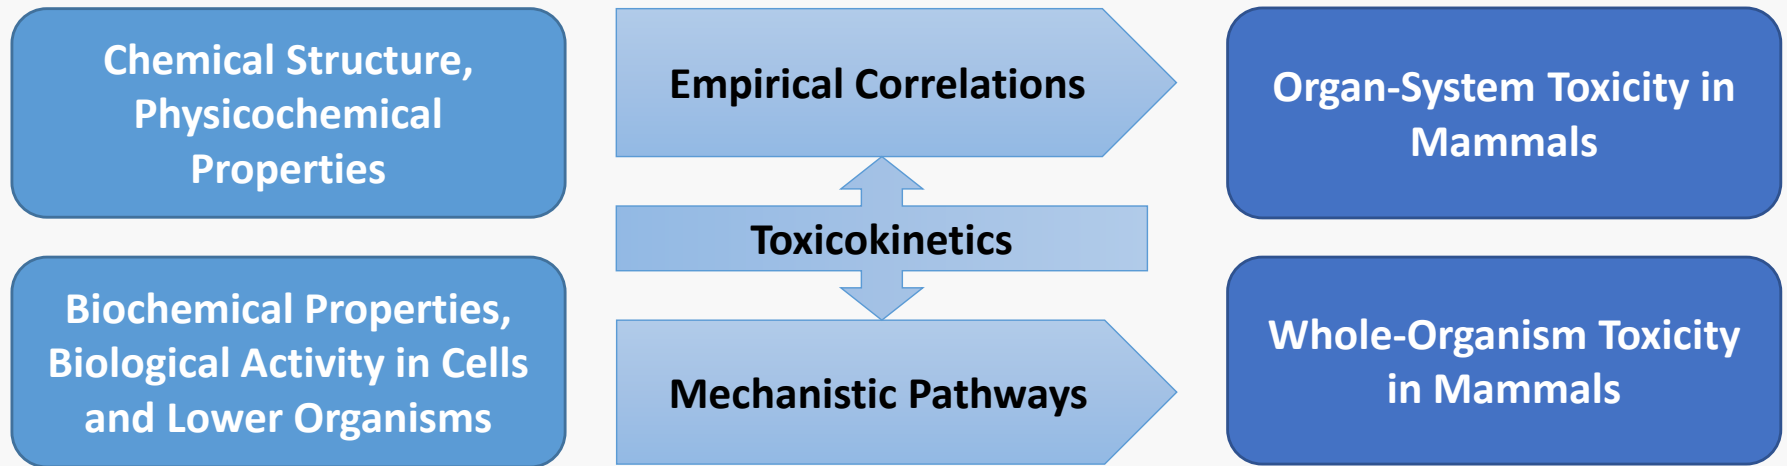 Chemical Structure,
Physicochemical
Properties
Biochemical Properties,
Biological Activity in Cells
and Lower Organisms
Empirical Correlations
Toxicokinetics
Mechanistic Pathways
Organ-System Toxicity in
Mammals
Whole-Organism Toxicity
in Mammals